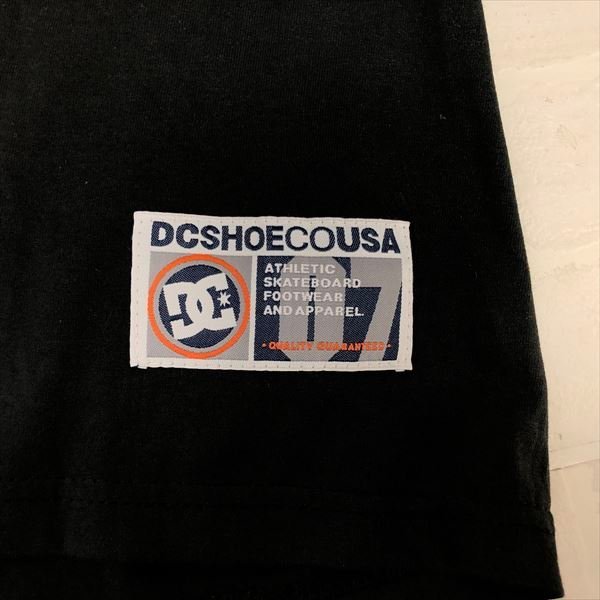 DCSHOECOUSA
DC
ATHLETIC
SKATEBOARD
FOOTWEAR
AND APPAREL.
07
- QUALITY GUARANTEED -